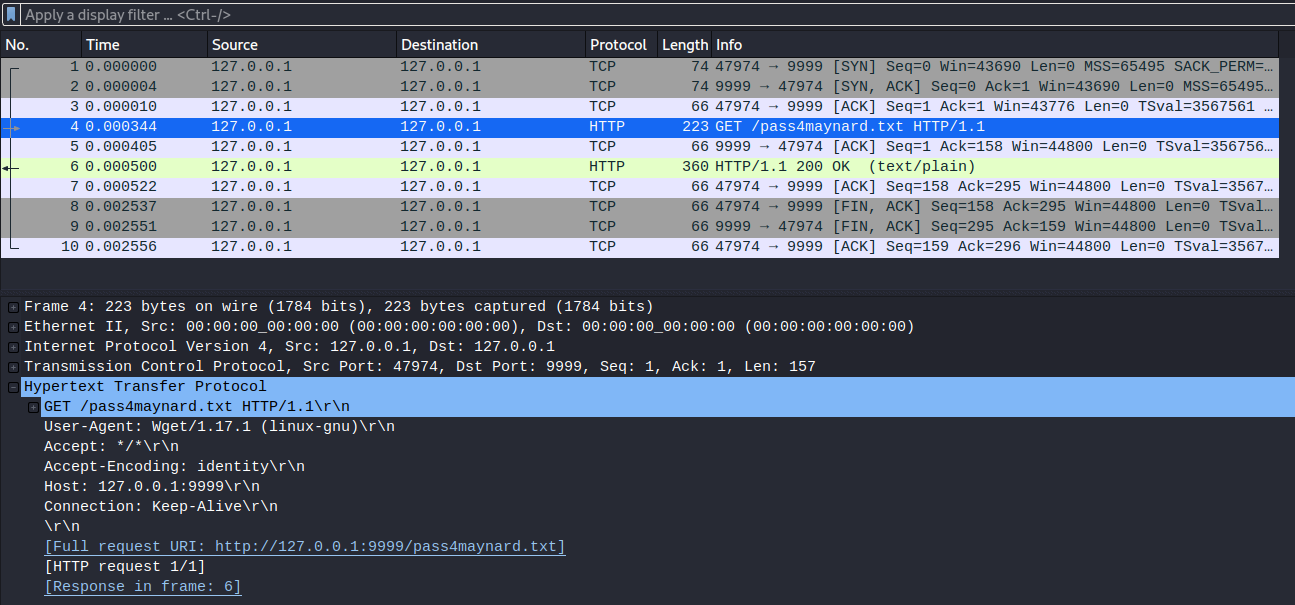 Apply a display filter ... <Ctrl-/>
No. Time Source Destination Protocol Length Info
1 0.000000 127.0.0.1 127.0.0.1 TCP 74 47974 → 9999 [SYN] Seq=0 Win=43690 Len=0 MSS=65495 SACK_PERM=…
2 0.000004 127.0.0.1 127.0.0.1 TCP 74 9999 → 47974 [SYN, ACK] Seq=0 Ack=1 Win=43690 Len=0 MSS=65495…
3 0.000010 127.0.0.1 127.0.0.1 TCP 66 47974 → 9999 [ACK] Seq=1 Ack=1 Win=43776 Len=0 TSval=3567561 …
4 0.000344 127.0.0.1 127.0.0.1 HTTP 223 GET /pass4maynard.txt HTTP/1.1
5 0.000405 127.0.0.1 127.0.0.1 TCP 66 9999 → 47974 [ACK] Seq=1 Ack=158 Win=44800 Len=0 TSval=356756…
6 0.000500 127.0.0.1 127.0.0.1 HTTP 360 HTTP/1.1 200 OK (text/plain)
7 0.000522 127.0.0.1 127.0.0.1 TCP 66 47974 → 9999 [ACK] Seq=158 Ack=295 Win=44800 Len=0 TSval=3567…
8 0.002537 127.0.0.1 127.0.0.1 TCP 66 47974 → 9999 [FIN, ACK] Seq=158 Ack=295 Win=44800 Len=0 TSval…
9 0.002551 127.0.0.1 127.0.0.1 TCP 66 9999 → 47974 [FIN, ACK] Seq=295 Ack=159 Win=44800 Len=0 TSval…
10 0.002556 127.0.0.1 127.0.0.1 TCP 66 47974 → 9999 [ACK] Seq=159 Ack=296 Win=44800 Len=0 TSval=3567…
Frame 4: 223 bytes on wire (1784 bits), 223 bytes captured (1784 bits)
Ethernet II, Src: 00:00:00_00:00:00 (00:00:00:00:00:00), Dst: 00:00:00_00:00:00 (00:00:00:00:00:00)
Internet Protocol Version 4, Src: 127.0.0.1, Dst: 127.0.0.1
Transmission Control Protocol, Src Port: 47974, Dst Port: 9999, Seq: 1, Ack: 1, Len: 157
Hypertext Transfer Protocol
GET /pass4maynard.txt HTTP/1.1\r\n
User-Agent: Wget/1.17.1 (linux-gnu)\r\n
Accept: */*\r\n
Accept-Encoding: identity\r\n
Host: 127.0.0.1:9999\r\n
Connection: Keep-Alive\r\n
\r\n
[Full request URI: http://127.0.0.1:9999/pass4maynard.txt]
[HTTP request 1/1]
[Response in frame: 6]